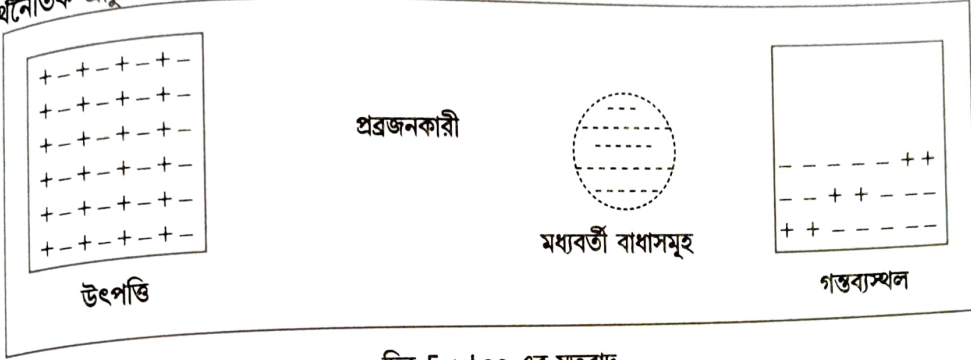 + – + – + – + –
+ – + – + – + –
+ – + – + – + –
+ – + – + – + –
+ – + – + – + –
+ – + – + – + –
উৎপত্তি
প্রব্রজনকারী
মধ্যবর্তী বাধাসমূহ
– – – – – + +
– – + + – – –
+ + – – – – –
গন্তব্যস্থল